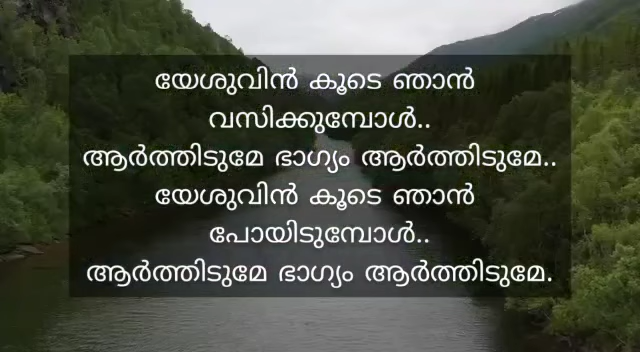 യേശുവിൻ കൂടെ ഞാൻ
വസിക്കുമ്പോൾ..
ആർത്തിടുമേ ഭാഗ്യം ആർത്തിടുമേ..
യേശുവിൻ കൂടെ ഞാൻ
പോയിടുമ്പോൾ..
ആർത്തിടുമേ ഭാഗ്യം ആർത്തിടുമേ.